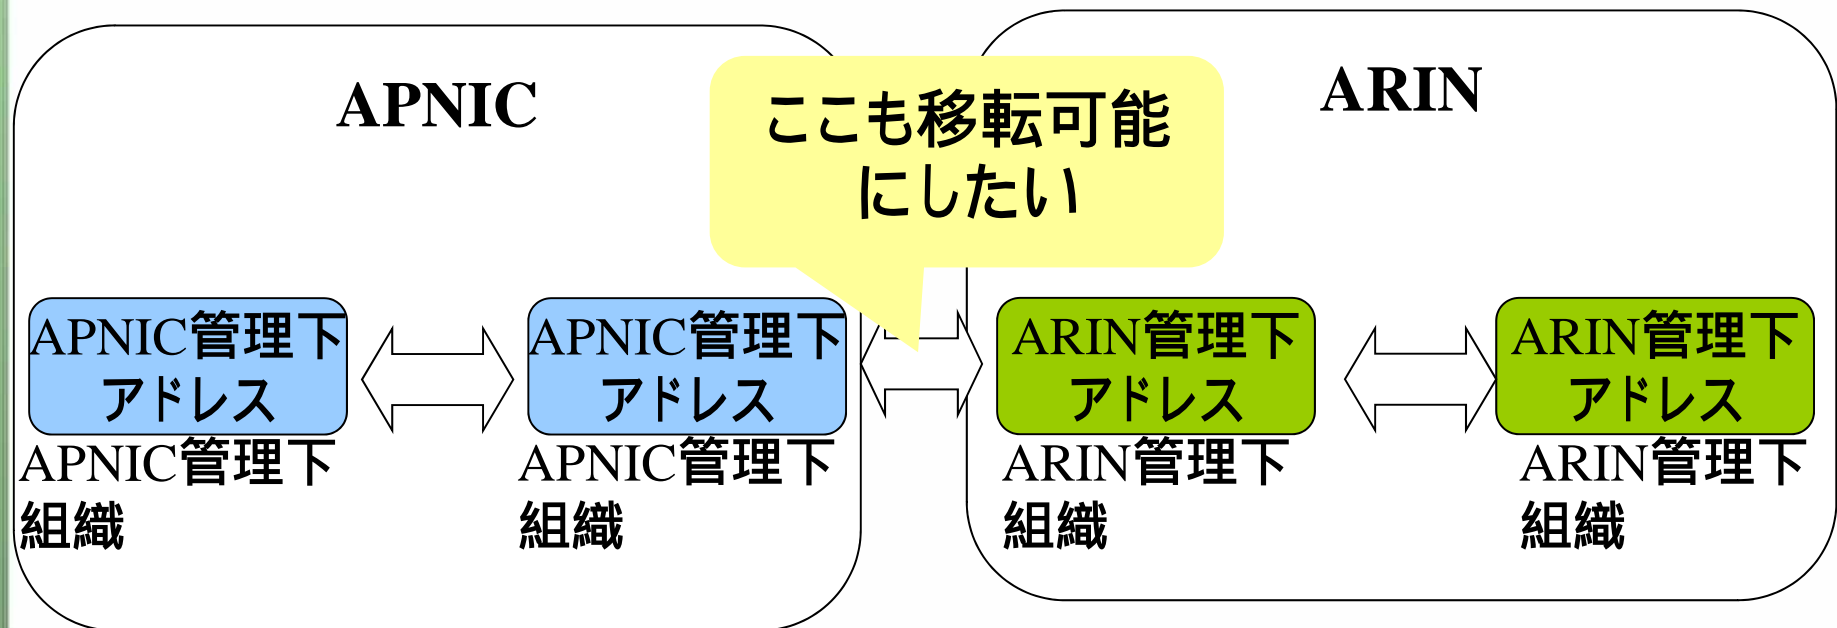 APNIC
ARIN
ここも移転可能
にしたい
APNIC管理下
アドレス
APNIC管理下
組織
APNIC管理下
アドレス
APNIC管理下
組織
ARIN管理下
アドレス
ARIN管理下
組織
ARIN管理下
アドレス
ARIN管理下
組織